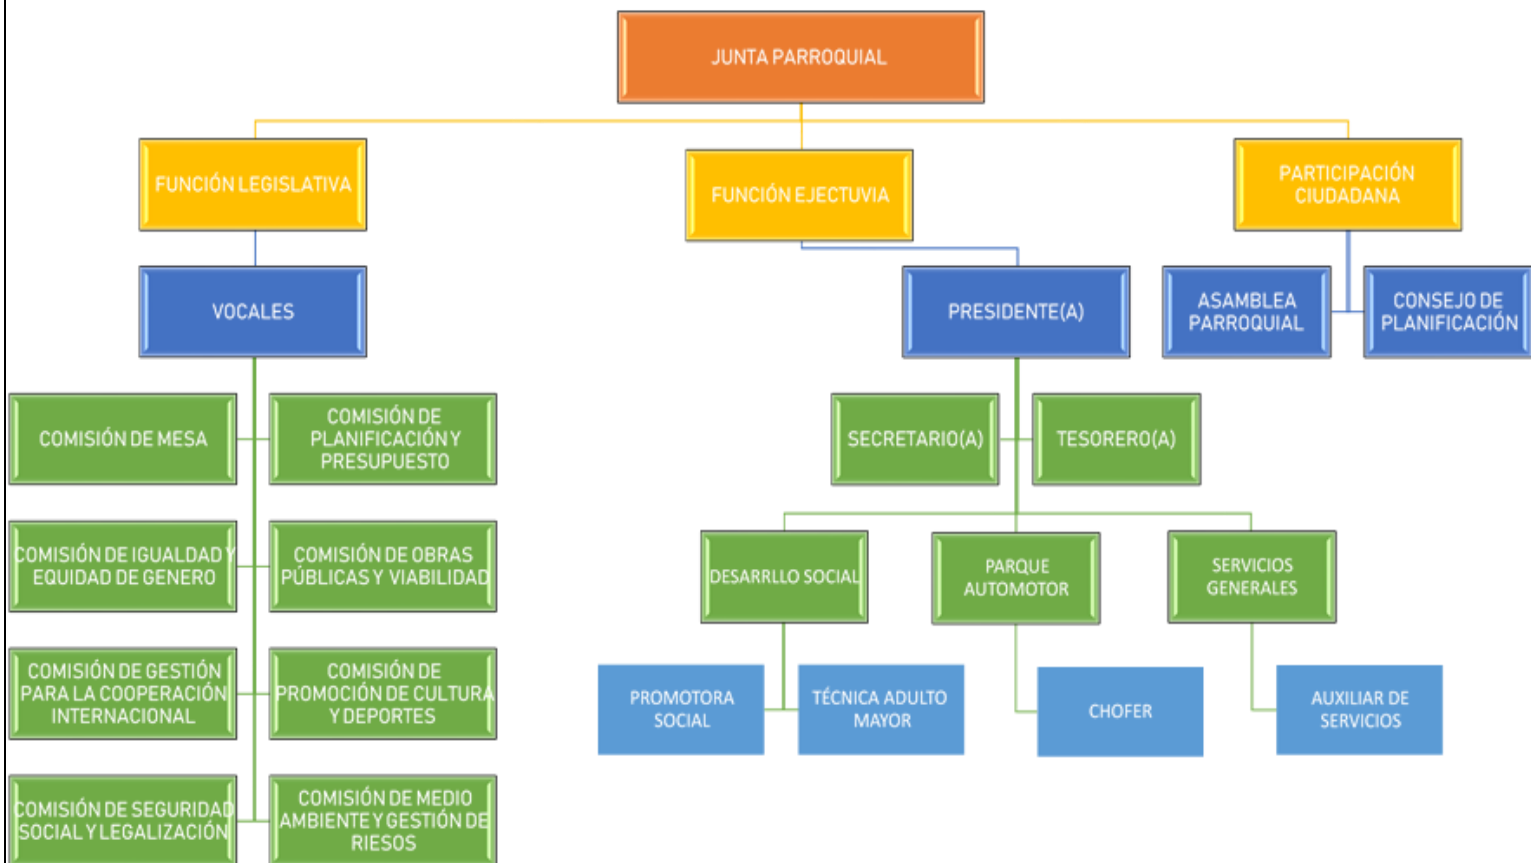 JUNTA PARROQUIAL
FUNCIÓN LEGISLATIVA
FUNCIÓN EJECTUVIA
PARTICIPACIÓN
CIUDADANA
VOCALES
PRESIDENTE(A)
ASAMBLEA
PARROQUIAL
CONSEJO DE
PLANIFICACIÓN
COMISIÓN DE MESA
COMISIÓN DE
PLANIFICACIÓN Y
PRESUPUESTO
SECRETARIO(A)
TESORERO(A)
COMISIÓN DE IGUALDAD Y
EQUIDAD DE GENERO
COMISIÓN DE OBRAS
PÚBLICAS Y VIABILIDAD
DESARRLLO SOCIAL
PARQUE
AUTOMOTOR
SERVICIOS
GENERALES
COMISIÓN DE GESTIÓN
PARA LA COOPERACIÓN
INTERNACIONAL
COMISIÓN DE
PROMOCIÓN DE CULTURA
Y DEPORTES
PROMOTORA
SOCIAL
TÉCNICA ADULTO
MAYOR
CHOFER
AUXILIAR DE
SERVICIOS
COMISIÓN DE SEGURIDAD
SOCIAL Y LEGALIZACIÓN
COMISIÓN DE MEDIO
AMBIENTE Y GESTIÓN DE
RIESOS